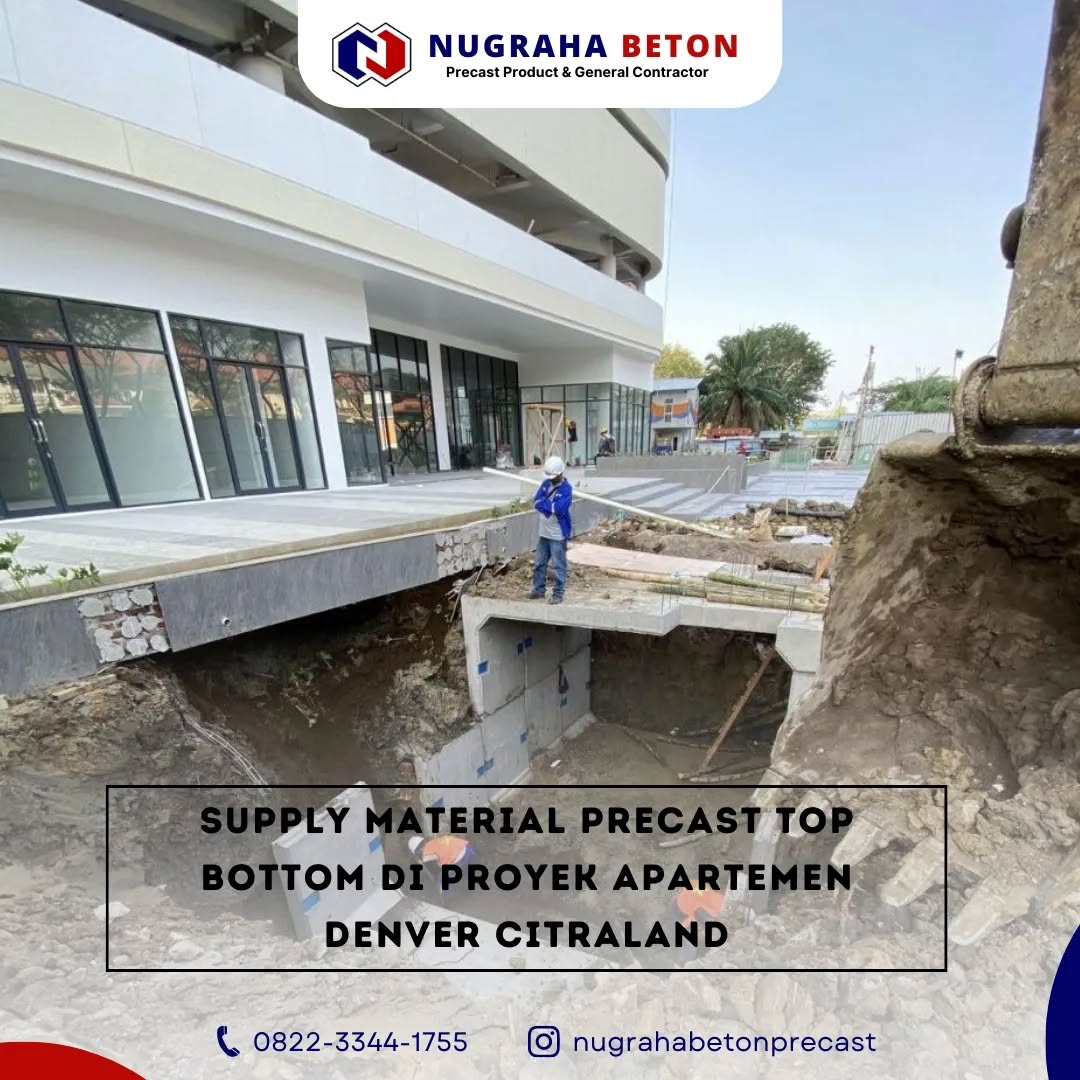 NUGRAHA BETON
Precast Product & General Contractor
SUPPLY MATERIAL PRECAST TOP
BOTTOM DI PROYEK APARTEMEN
DENVER CITRALAND
0822-3344-1755
nugrahabetonprecast